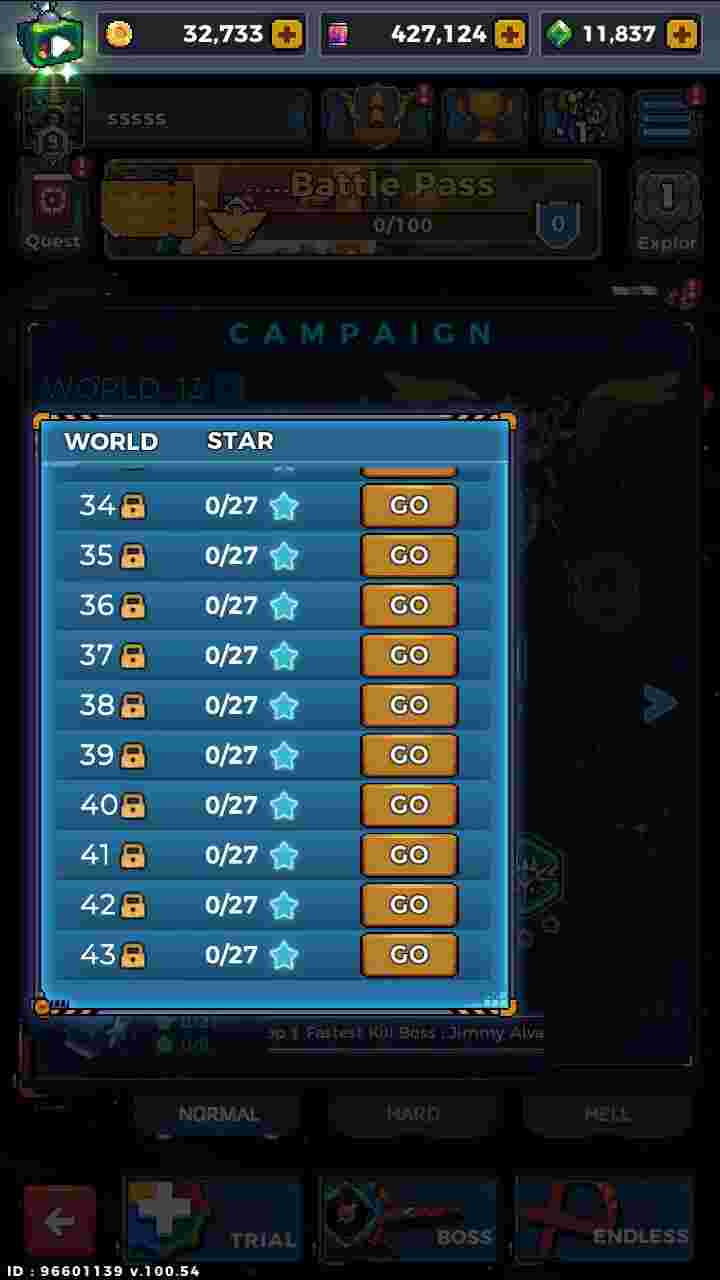 32,733 427,124 11,837
19 sssss 1
Battle Pass
0/100 0
1
Quest Explor
CAMPAIGN
WORLD 13
WORLD STAR
34 0/27 GO
35 0/27 GO
36 0/27 GO
37 0/27 GO
38 0/27 GO
39 0/27 GO
40 0/27 GO
41 0/27 GO
42 0/27 GO
43 0/27 GO
op 1 Fastest Kill Boss : Jimmy Alva
NORMAL HARD HELL
TRIAL BOSS ENDLESS
ID : 96601139 v.100.54